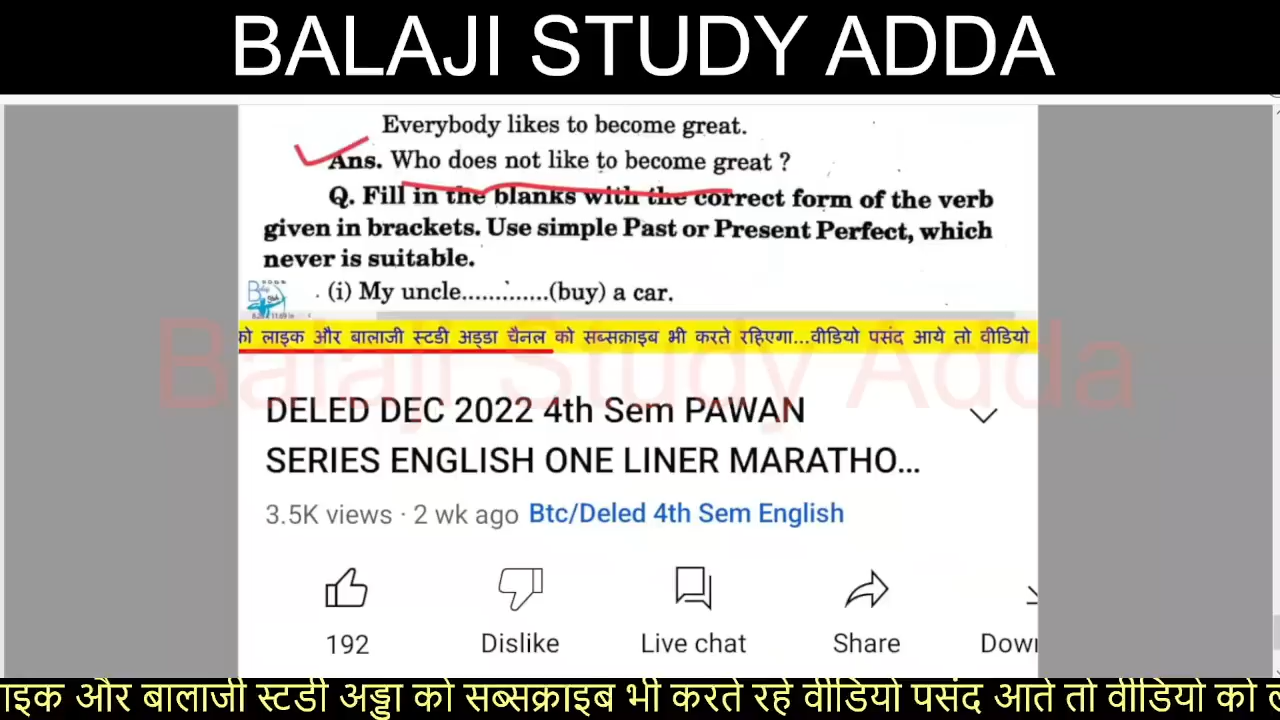 BALAJI STUDY ADDA
Everybody likes to become great.
Ans. Who does not like to become great ?
Q. Fill in the blanks with the correct form of the verb
given in brackets. Use simple Past or Present Perfect, which
never is suitable.
(i) My uncle.............(buy) a car.
को लाइक और बालाजी स्टडी अड्डा चैनल को सब्सक्राइब भी करते रहिएगा...वीडियो पसंद आये तो वीडियो
Balaji Study Adda
DELED DEC 2022 4th Sem PAWAN
SERIES ENGLISH ONE LINER MARATHO...
3.5K views · 2 wk ago Btc/Deled 4th Sem English
192 Dislike Live chat Share Down
लाइक और बालाजी स्टडी अड्डा को सब्सक्राइब भी करते रहे वीडियो पसंद आते तो वीडियो को